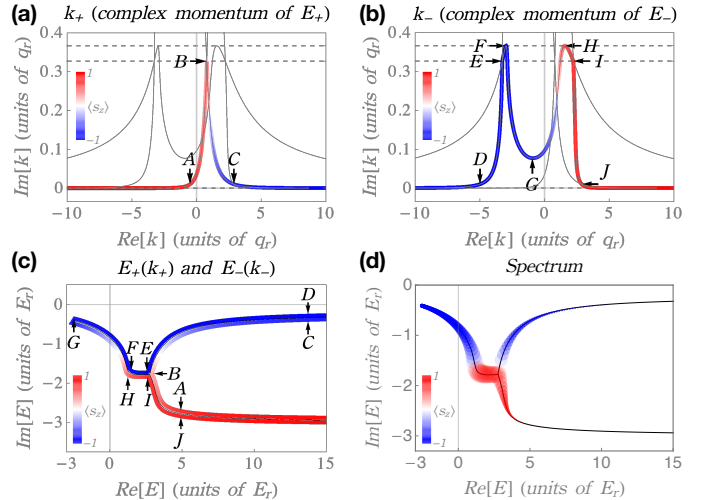 (a) k₊ (complex momentum of E₊)
Im[k] (units of qᵣ)
0.4
0.3
0.2
0.1
0
1
⟨s_z⟩
−1
B
A
C
−10 −5 0 5 10
Re[k] (units of qᵣ)
(b) k₋ (complex momentum of E₋)
Im[k] (units of qᵣ)
0.4
0.3
0.2
0.1
0
1
⟨s_z⟩
−1
F
H
E
I
D
G
J
−10 −5 0 5 10
Re[k] (units of qᵣ)
(c) E₊(k₊) and E₋(k₋)
Im[E] (units of Eᵣ)
0
−1
−2
−3
1
⟨s_z⟩
−1
D
G
C
F E
B
H I
A
J
−3 0 5 10 15
Re[E] (units of Eᵣ)
(d) Spectrum
Im[E] (units of Eᵣ)
0
−1
−2
−3
1
⟨s_z⟩
−1
−3 0 5 10 15
Re[E] (units of Eᵣ)